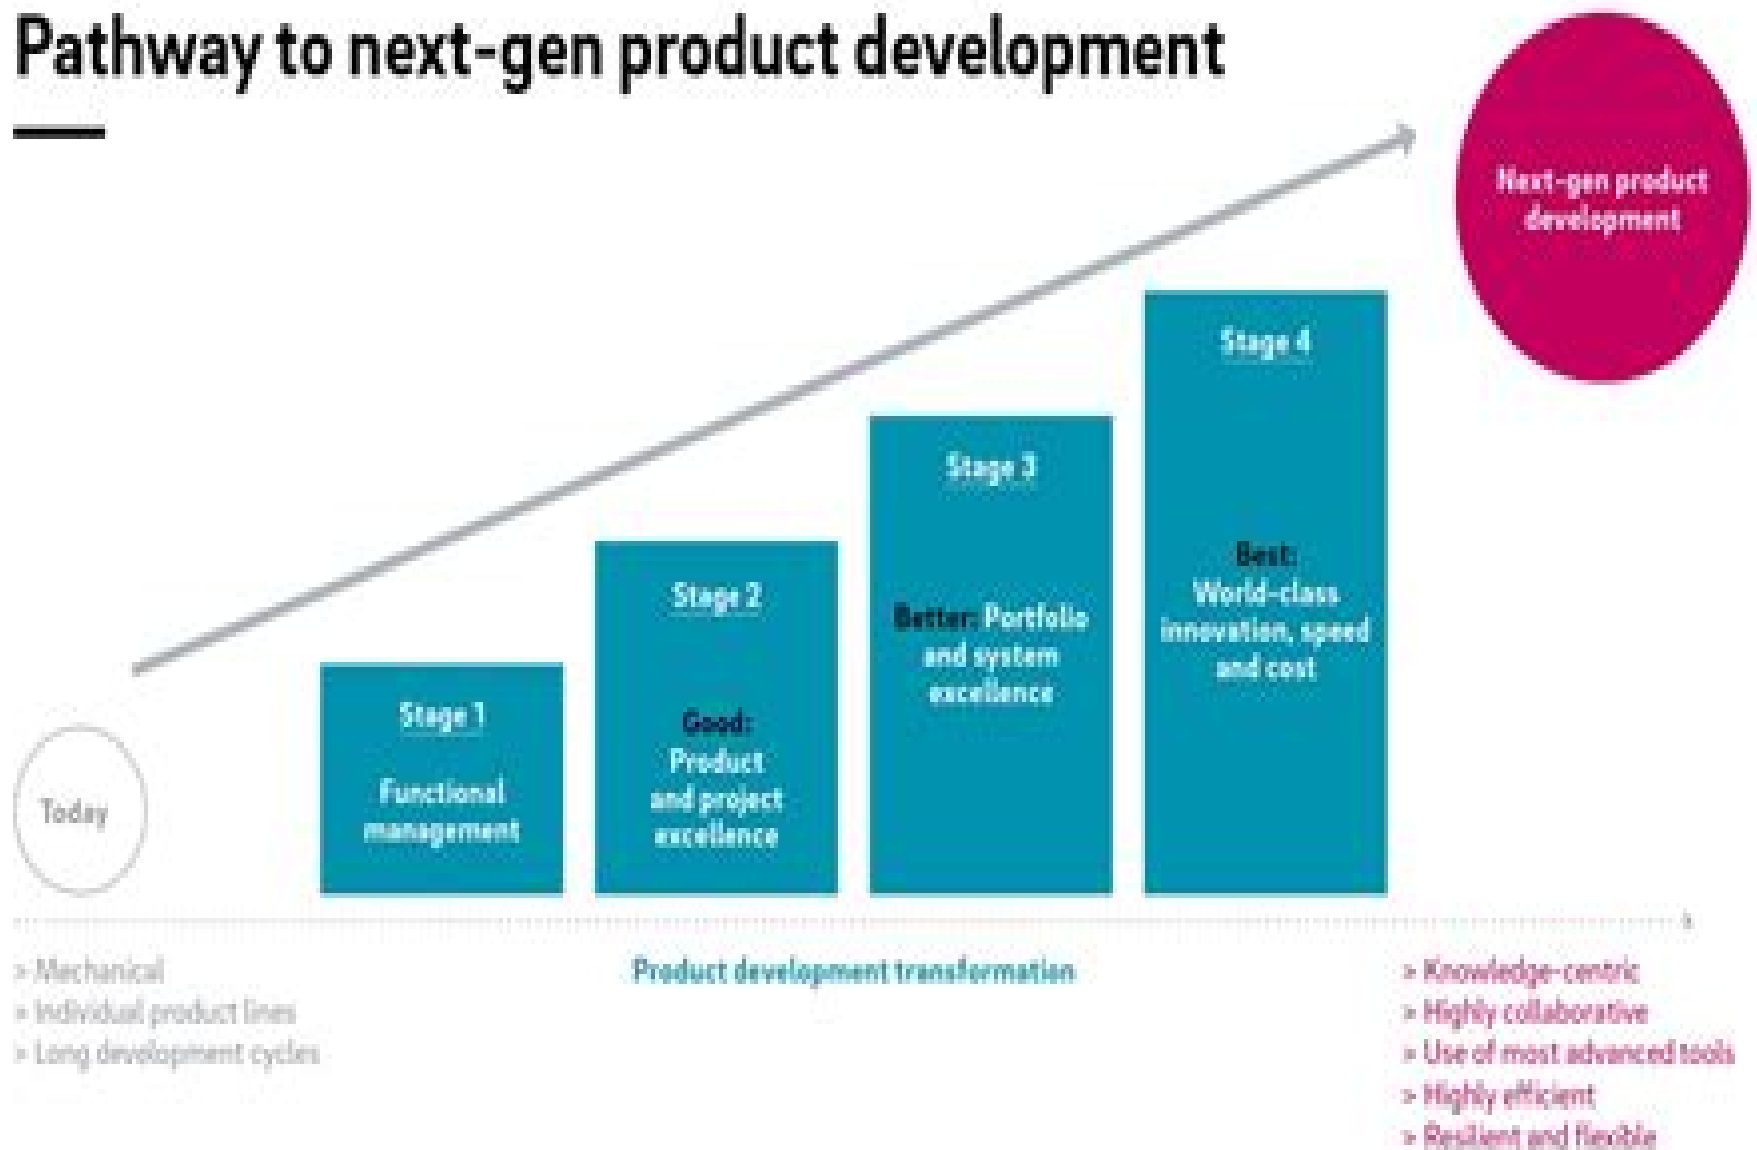 Pathway to next-gen product development
Next-gen product
development
Stage 4
Best:
World-class
innovation, speed
and cost
Stage 3
Better: Portfolio
and system
excellence
Stage 2
Good:
Product
and project
excellence
Stage 1
Functional
management
Today
> Mechanical
> Individual product lines
> Long development cycles
Product development transformation
> Knowledge-centric
> Highly collaborative
> Use of most advanced tools
> Highly efficient
> Resilient and flexible